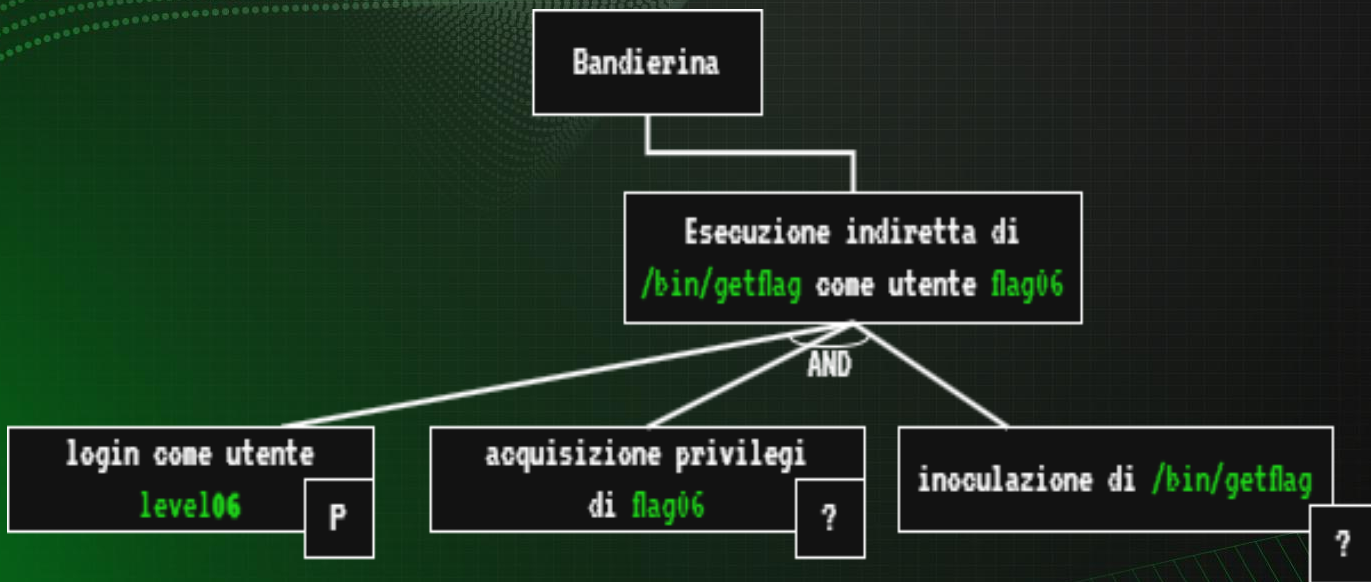 Bandierina
Esecuzione indiretta di
/bin/getflag come utente flag06
AND
login come utente
level06
P
acquisizione privilegi
di flag06
?
inoculazione di /bin/getflag
?